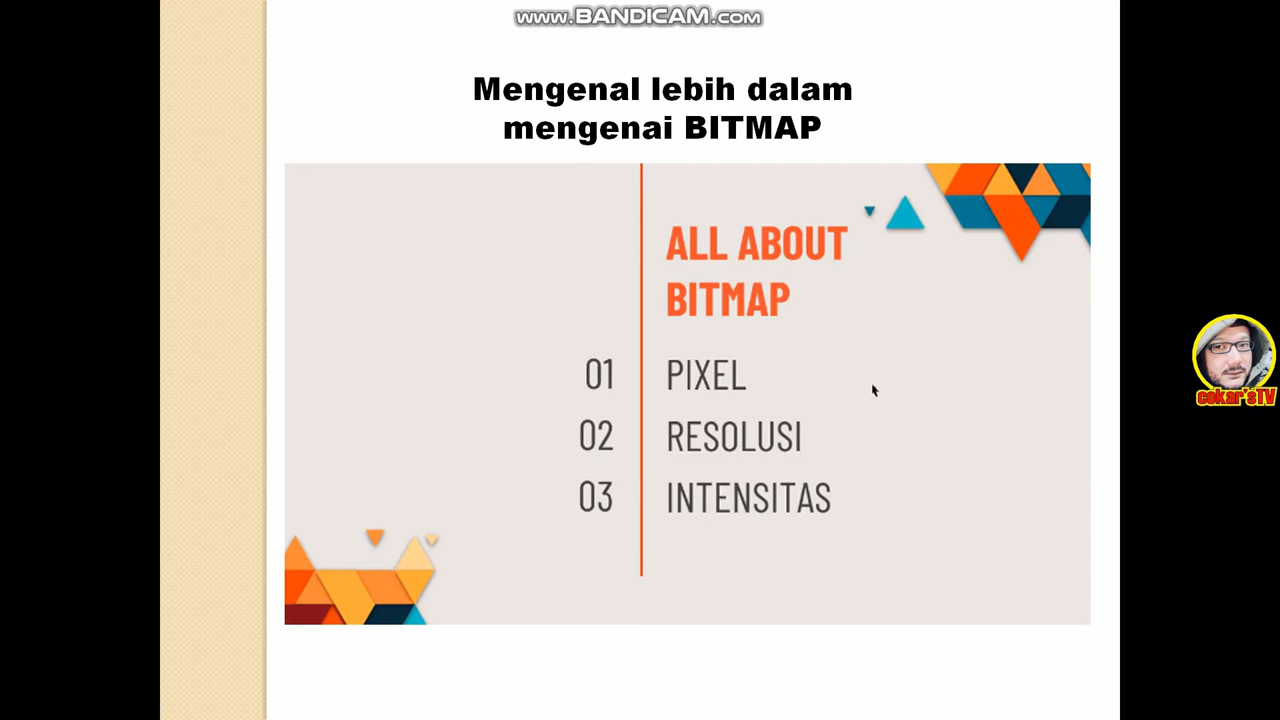 www.BANDICAM.com
Mengenal lebih dalam
mengenai BITMAP
ALL ABOUT
BITMAP
01 PIXEL
02 RESOLUSI
03 INTENSITAS
cokar'sTV